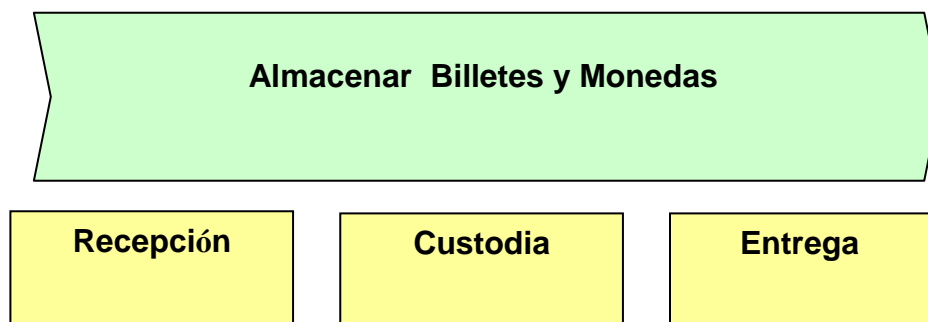 Almacenar Billetes y Monedas
Recepción
Custodia
Entrega